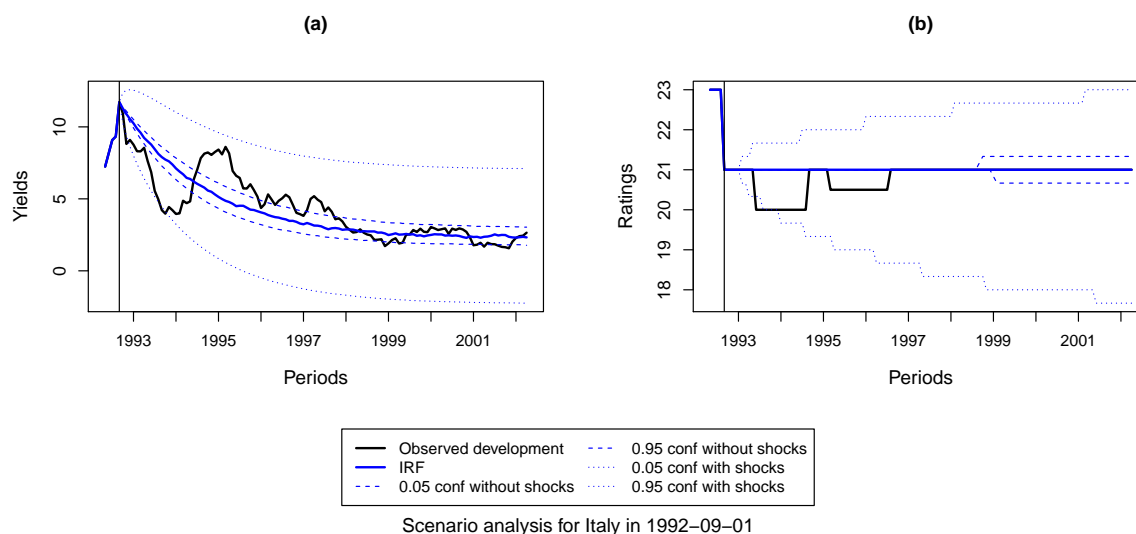 (a)
Yields
10
5
0
1993 1995 1997 1999 2001
Periods
(b)
Ratings
23
22
21
20
19
18
1993 1995 1997 1999 2001
Periods
Observed development
IRF
0.05 conf without shocks
0.95 conf without shocks
0.05 conf with shocks
0.95 conf with shocks
Scenario analysis for Italy in 1992−09−01